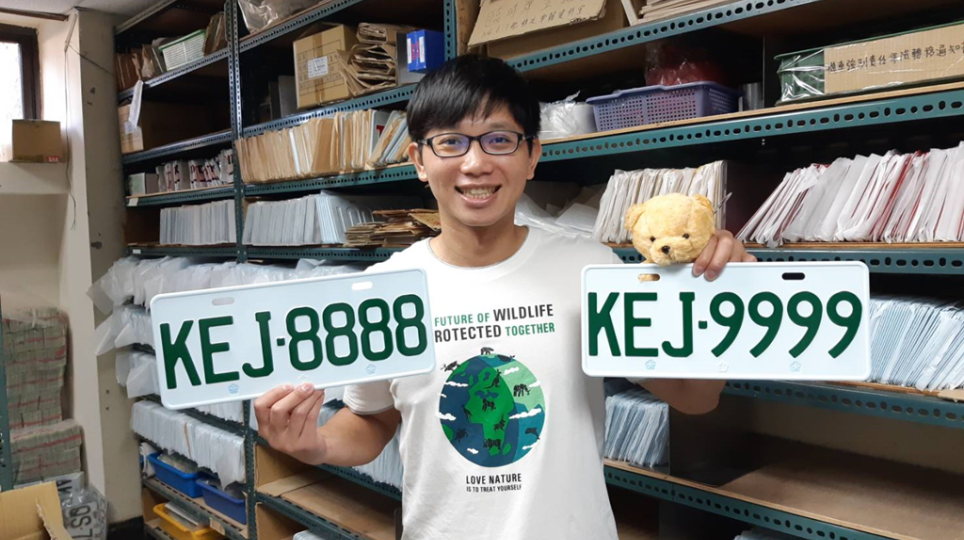 KEJ-8888
KEJ-9999
FUTURE OF WILDLIFE
ROTECTED TOGETHER
LOVE NATURE
IS TO TREAT YOURSELF